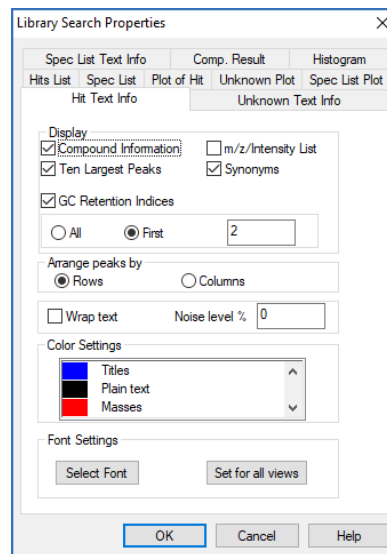 Library Search Properties
Spec List Text Info Comp. Result Histogram
Hits List Spec List Plot of Hit Unknown Plot Spec List Plot
Hit Text Info Unknown Text Info
Display
Compound Information m/z/Intensity List
Ten Largest Peaks Synonyms
GC Retention Indices
All First 2
Arrange peaks by
Rows Columns
Wrap text Noise level % 0
Color Settings
Titles
Plain text
Masses
Font Settings
Select Font Set for all views
OK Cancel Help